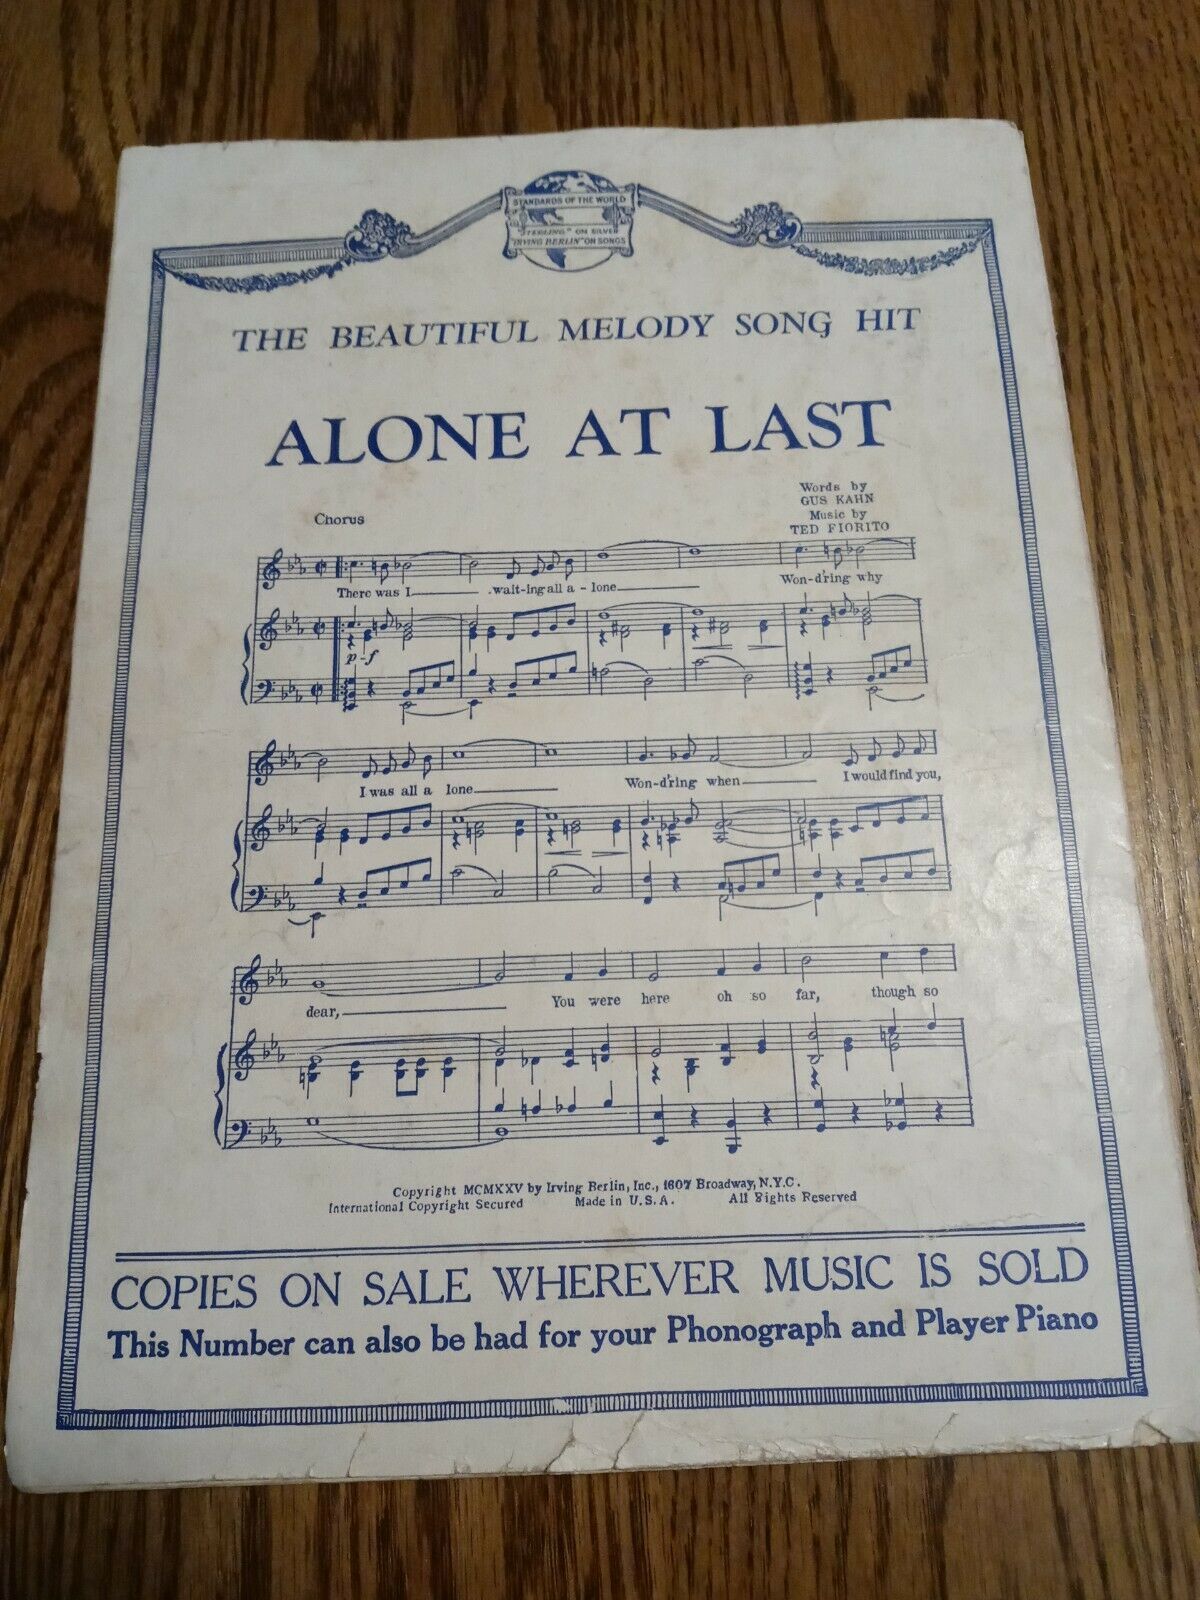 STANDARDS OF THE WORLD
"STERLING" ON SILVER
"IRVING BERLIN" ON SONGS
THE BEAUTIFUL MELODY SONG HIT
ALONE AT LAST
Words by
GUS KAHN
Music by
TED FIORITO
Chorus
There was I wait-ing all a-lone Won-d'ring why
p-f
I was all a lone Won-d'ring when I would find you,
dear, You were here oh so far, though so
Copyright MCMXXV by Irving Berlin, Inc., 1607 Broadway, N.Y.C.
International Copyright Secured Made in U.S.A. All Rights Reserved
COPIES ON SALE WHEREVER MUSIC IS SOLD
This Number can also be had for your Phonograph and Player Piano